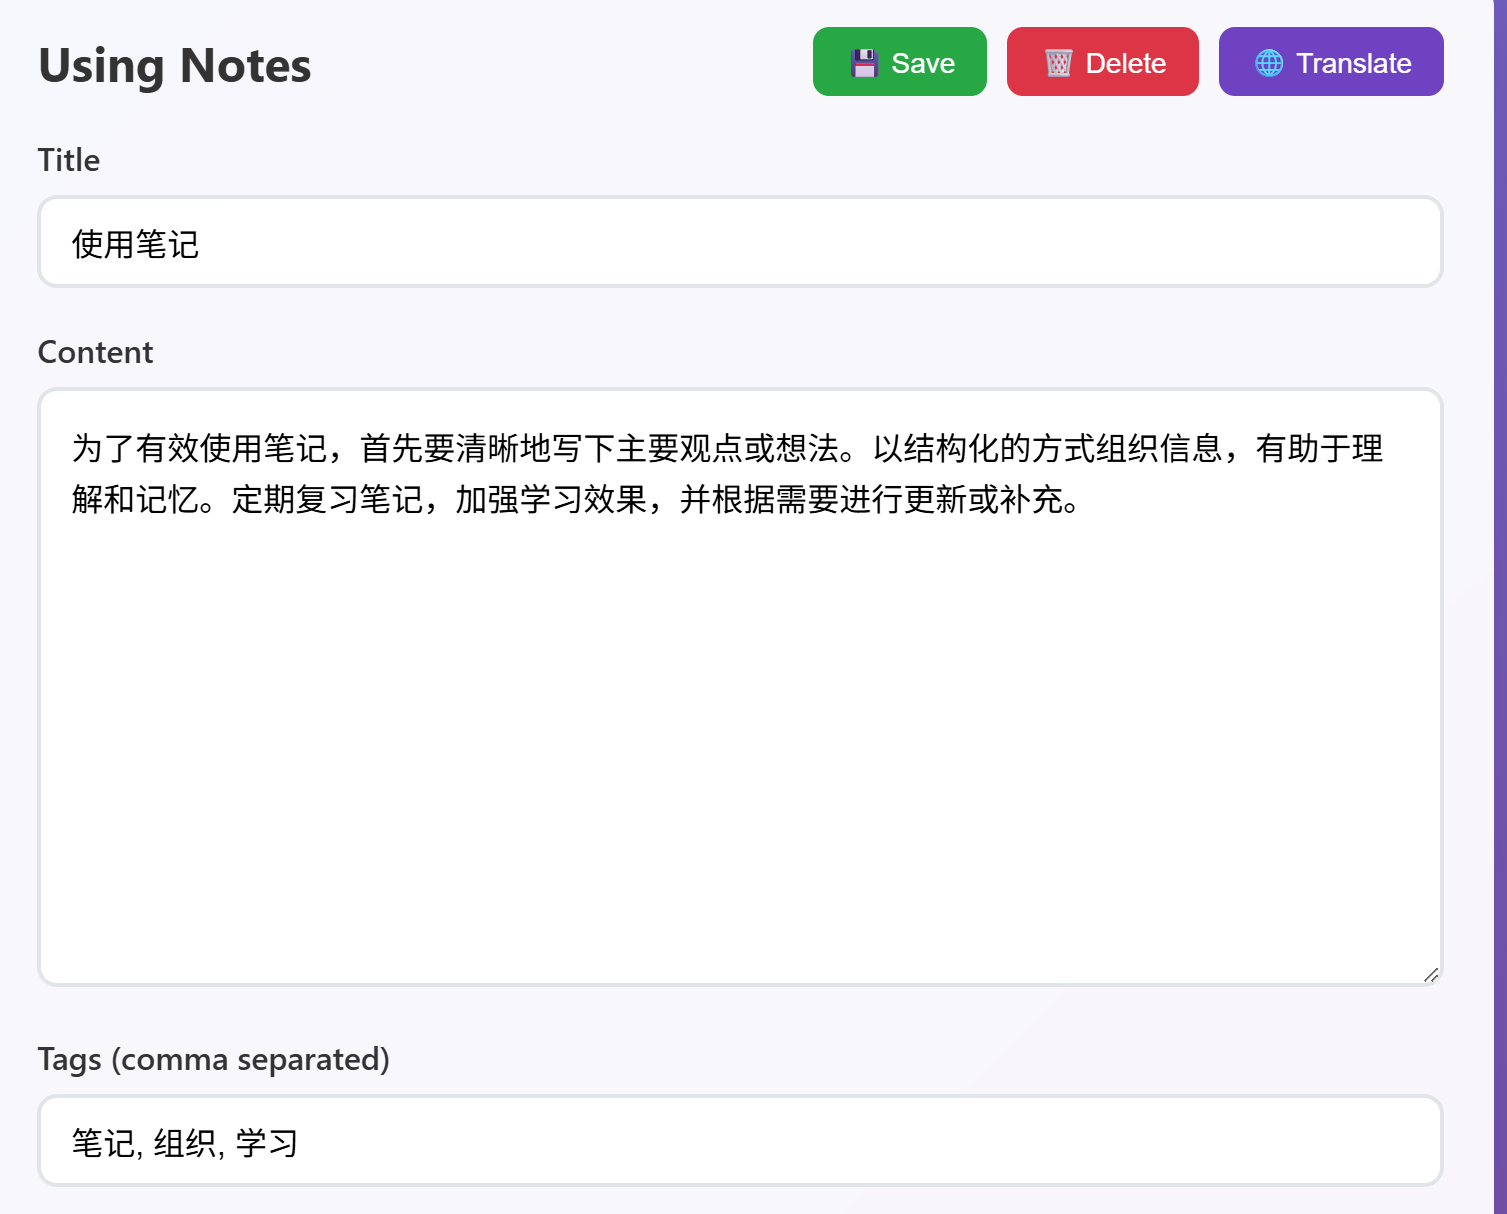 Using Notes
💾 Save
🗑️ Delete
🌐 Translate
Title
使用笔记
Content
为了有效使用笔记，首先要清晰地写下主要观点或想法。以结构化的方式组织信息，有助于理
解和记忆。定期复习笔记，加强学习效果，并根据需要进行更新或补充。
Tags (comma separated)
笔记, 组织, 学习